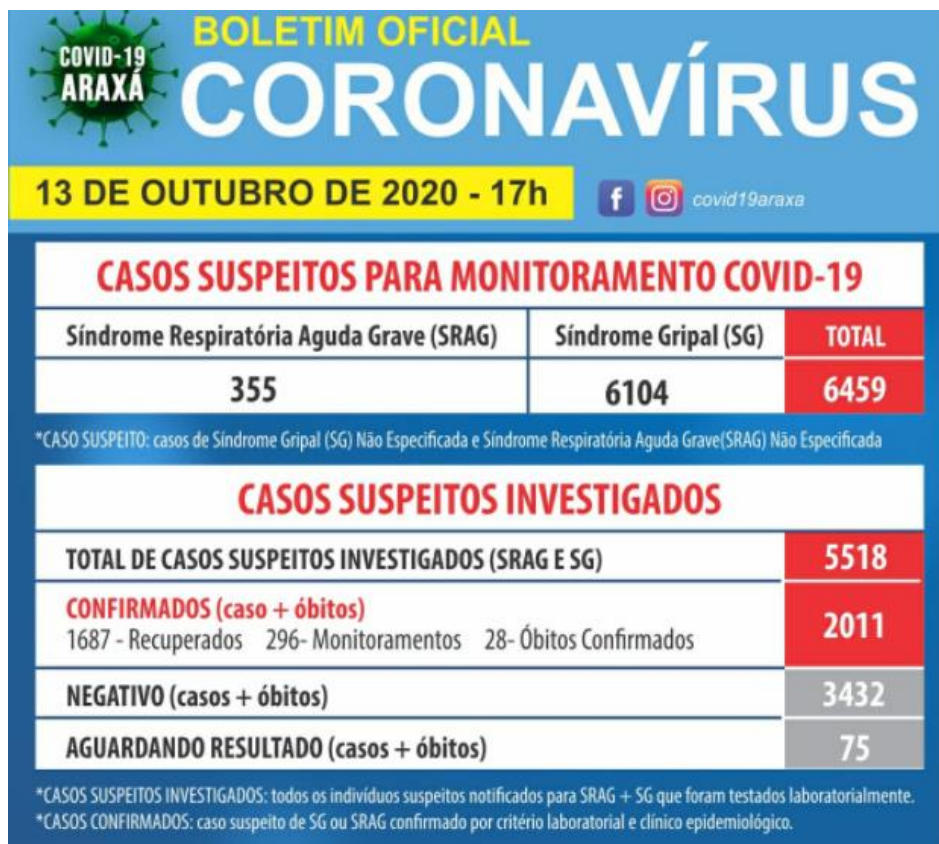 COVID-19
ARAXÁ
BOLETIM OFICIAL
CORONAVÍRUS
13 DE OUTUBRO DE 2020 - 17h
f covid19araxa
CASOS SUSPEITOS PARA MONITORAMENTO COVID-19
Síndrome Respiratória Aguda Grave (SRAG) Síndrome Gripal (SG) TOTAL
355 6104 6459
*CASO SUSPEITO: casos de Síndrome Gripal (SG) Não Especificada e Síndrome Respiratória Aguda Grave(SRAG) Não Especificada
CASOS SUSPEITOS INVESTIGADOS
TOTAL DE CASOS SUSPEITOS INVESTIGADOS (SRAG E SG) 5518
CONFIRMADOS (caso + óbitos) 2011
1687 - Recuperados 296- Monitoramentos 28- Óbitos Confirmados
NEGATIVO (casos + óbitos) 3432
AGUARDANDO RESULTADO (casos + óbitos) 75
*CASOS SUSPEITOS INVESTIGADOS: todos os indivíduos suspeitos notificados para SRAG + SG que foram testados laboratorialmente.
*CASOS CONFIRMADOS: caso suspeito de SG ou SRAG confirmado por critério laboratorial e clínico epidemiológico.